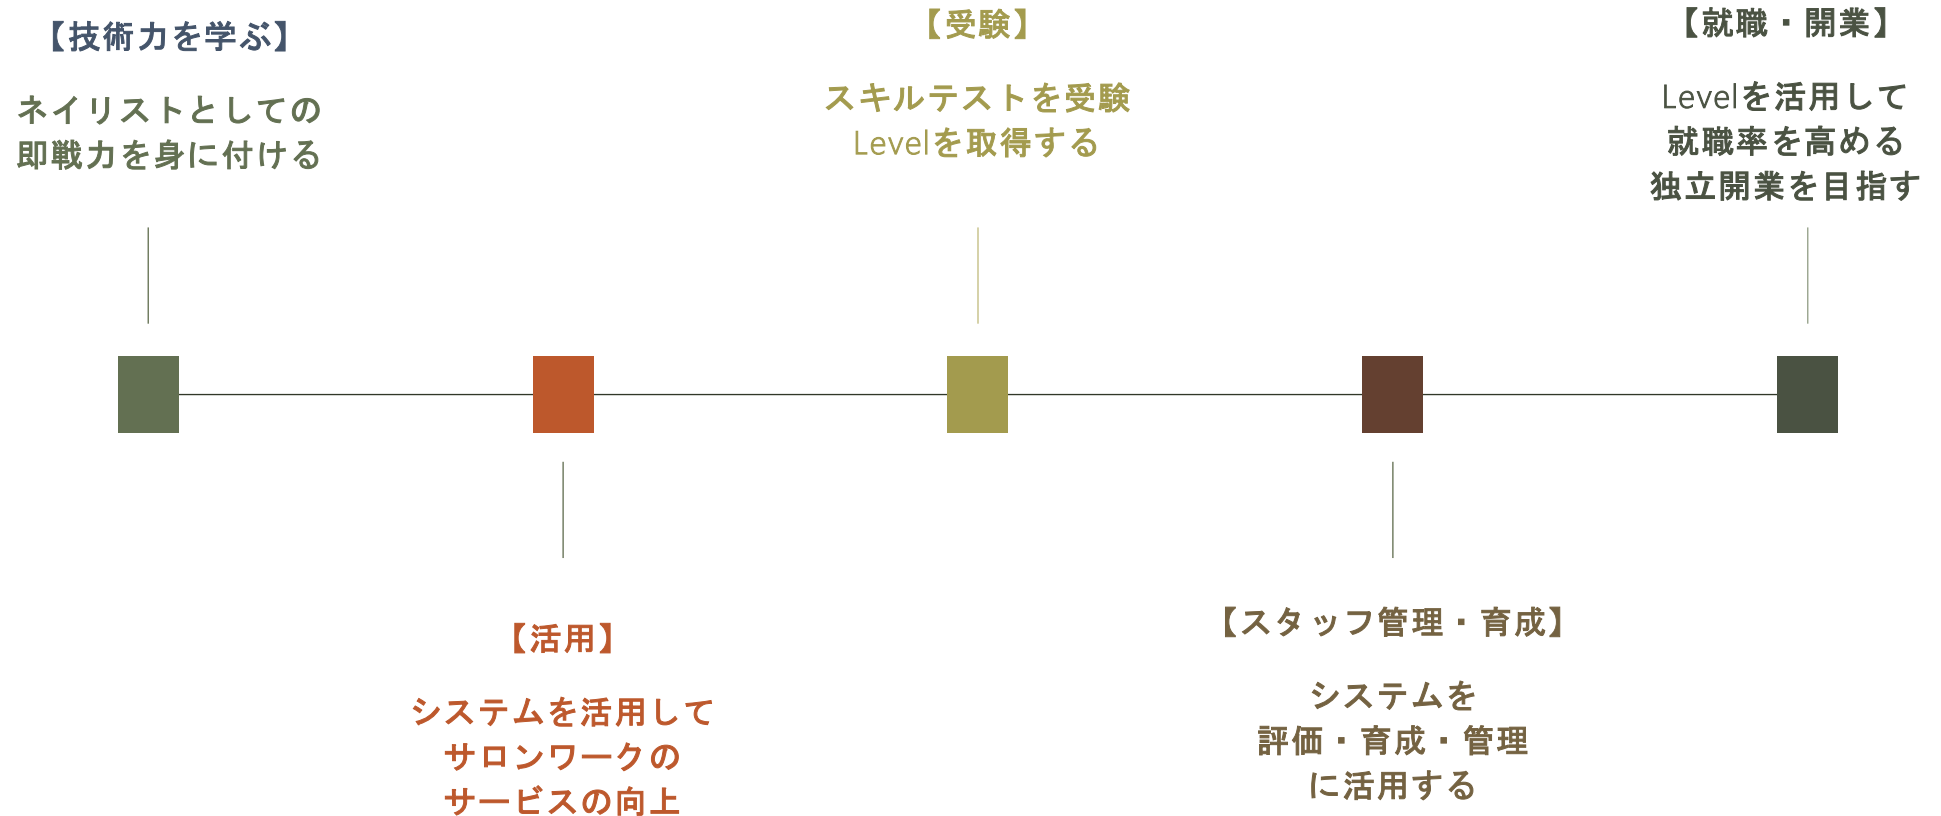 【技術力を学ぶ】
ネイリストとしての
即戦力を身に付ける
【活用】
システムを活用して
サロンワークの
サービスの向上
【受験】
スキルテストを受験
Levelを取得する
【スタッフ管理・育成】
システムを
評価・育成・管理
に活用する
【就職・開業】
Levelを活用して
就職率を高める
独立開業を目指す